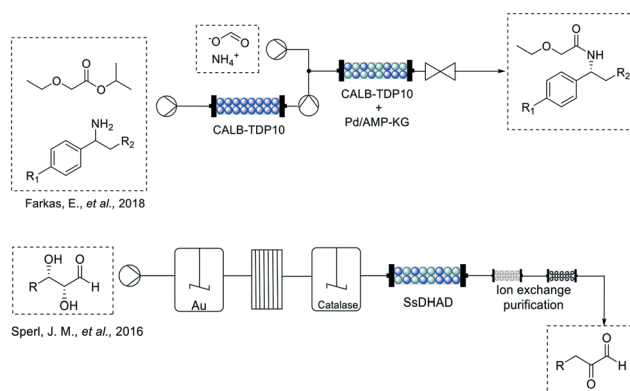 O
O
O
O
NH2
R2
R1
Farkas, E., et al., 2018
-O
O
NH4+
CALB-TDP10
CALB-TDP10
+
Pd/AMP-KG
O
O
NH
R2
R1
OH
O
R
H
OH
Sperl, J. M., et al., 2016
Au
Catalase
SsDHAD
Ion exchange
purification
O
R
H
O